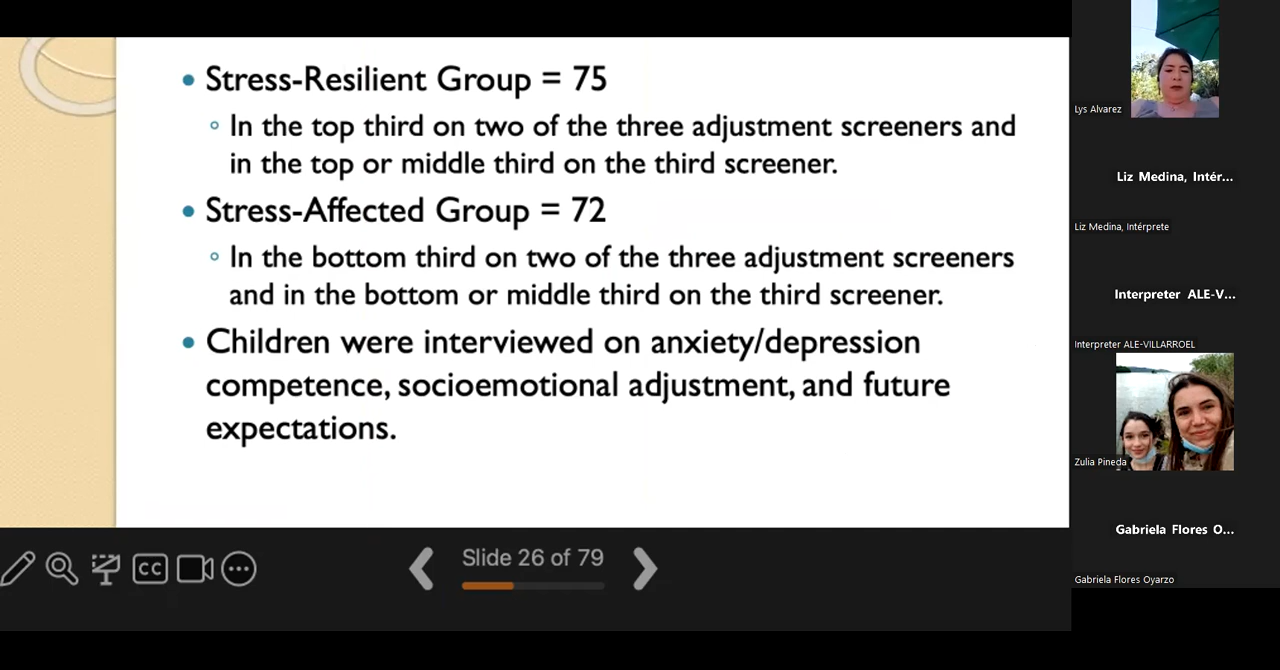 • Stress-Resilient Group = 75
◦ In the top third on two of the three adjustment screeners and
in the top or middle third on the third screener.
• Stress-Affected Group = 72
◦ In the bottom third on two of the three adjustment screeners
and in the bottom or middle third on the third screener.
• Children were interviewed on anxiety/depression
competence, socioemotional adjustment, and future
expectations.
CC
Slide 26 of 79
Lys Alvarez
Liz Medina, Intér...
Liz Medina, Intérprete
Interpreter ALE-V...
Interpreter ALE-VILLARROEL
Zulia Pineda
Gabriela Flores O...
Gabriela Flores Oyarzo